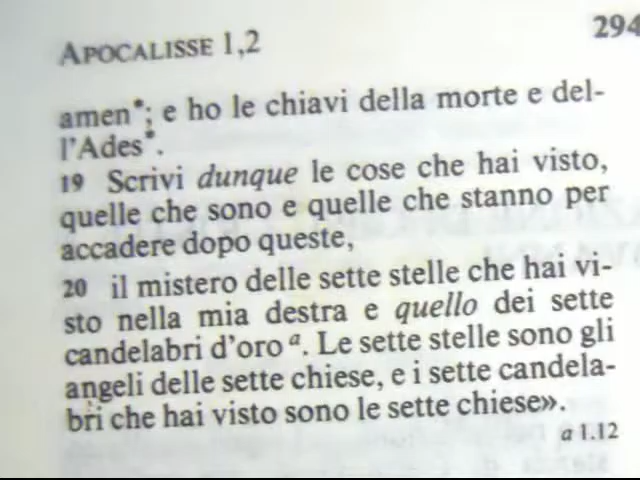 APOCALISSE 1,2
294
amen*; e ho le chiavi della morte e del-
l'Ades*.
19 Scrivi dunque le cose che hai visto,
quelle che sono e quelle che stanno per
accadere dopo queste,
20 il mistero delle sette stelle che hai vi-
sto nella mia destra e quello dei sette
candelabri d'oro a. Le sette stelle sono gli
angeli delle sette chiese, e i sette candela-
bri che hai visto sono le sette chiese».
a 1.12